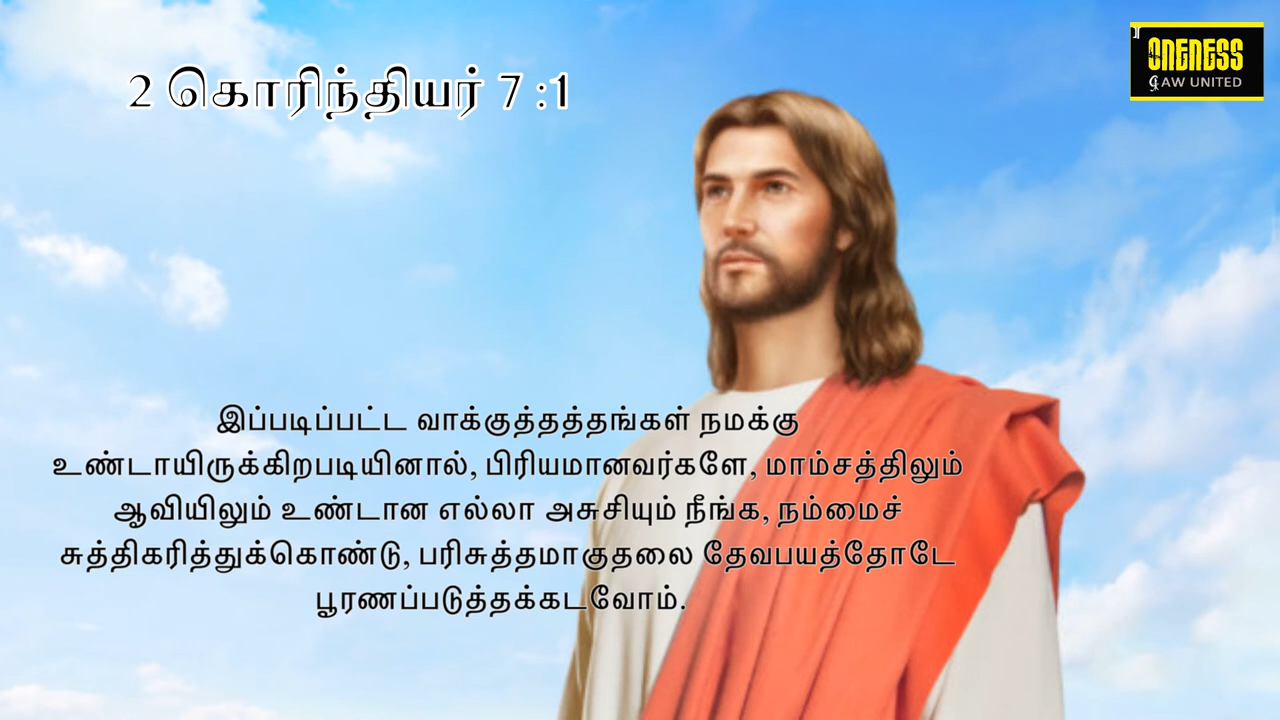 2 கொரிந்தியர் 7 :1
ONENESS
GAW UNITED
இப்படிப்பட்ட வாக்குத்தத்தங்கள் நமக்கு
உண்டாயிருக்கிறபடியினால், பிரியமானவர்களே, மாம்சத்திலும்
ஆவியிலும் உண்டான எல்லா அசுசியும் நீங்க, நம்மைச்
சுத்திகரித்துக்கொண்டு, பரிசுத்தமாகுதலை தேவபயத்தோடே
பூரணப்படுத்தக்கடவோம்.